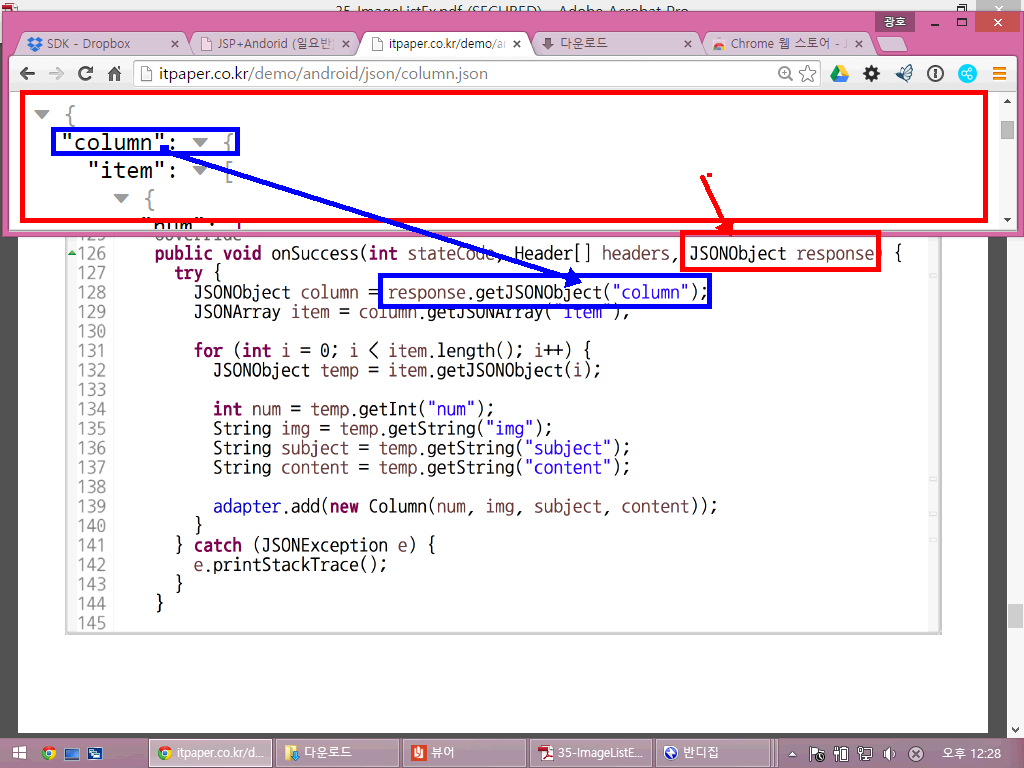 35-ImageListEx.pdf (SECURED) - Adobe Acrobat Pro
광호
SDK - Dropbox
JSP+Andorid (일요반
itpaper.co.kr/demo/a
다운로드
Chrome 웹 스토어 - J
itpaper.co.kr/demo/android/json/column.json
{
"column": {
"item": [
{
"num":
125 @Override
126 public void onSuccess(int stateCode, Header[] headers, JSONObject response) {
127 try {
128 JSONObject column = response.getJSONObject("column");
129 JSONArray item = column.getJSONArray("item");
130
131 for (int i = 0; i < item.length(); i++) {
132 JSONObject temp = item.getJSONObject(i);
133
134 int num = temp.getInt("num");
135 String img = temp.getString("img");
136 String subject = temp.getString("subject");
137 String content = temp.getString("content");
138
139 adapter.add(new Column(num, img, subject, content));
140 }
141 } catch (JSONException e) {
142 e.printStackTrace();
143 }
144 }
145
itpaper.co.kr/d...
다운로드
뷰어
35-ImageListE...
반디집
오후 12:28